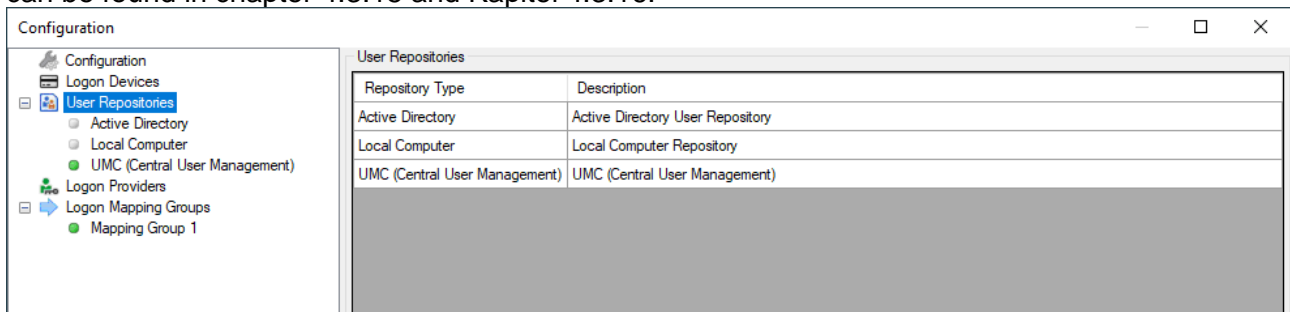 Configuration
Configuration
Logon Devices
User Repositories
Active Directory
Local Computer
UMC (Central User Management)
Logon Providers
Logon Mapping Groups
Mapping Group 1
User Repositories
Repository Type Description
Active Directory Active Directory User Repository
Local Computer Local Computer Repository
UMC (Central User Management) UMC (Central User Management)